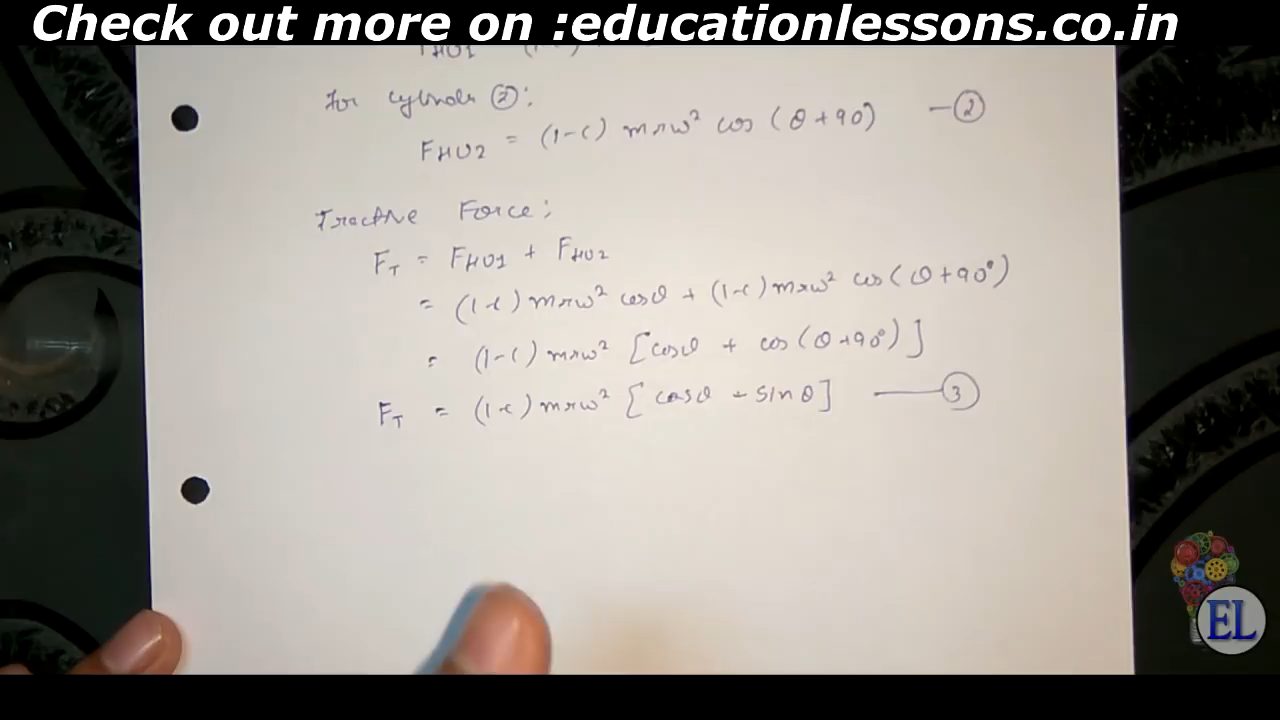 Check out more on :educationlessons.co.in
FHU1
For cylinder ②:
FHU2 = (1-c) mrω² cos (θ+90°) —②
Tractive Force:
FT = FHU1 + FHU2
= (1-c) mrω² cosθ + (1-c) mrω² cos(θ+90°)
= (1-c) mrω² [cosθ + cos(θ+90°)]
FT = (1-c) mrω² [cosθ - sinθ] —③
EL